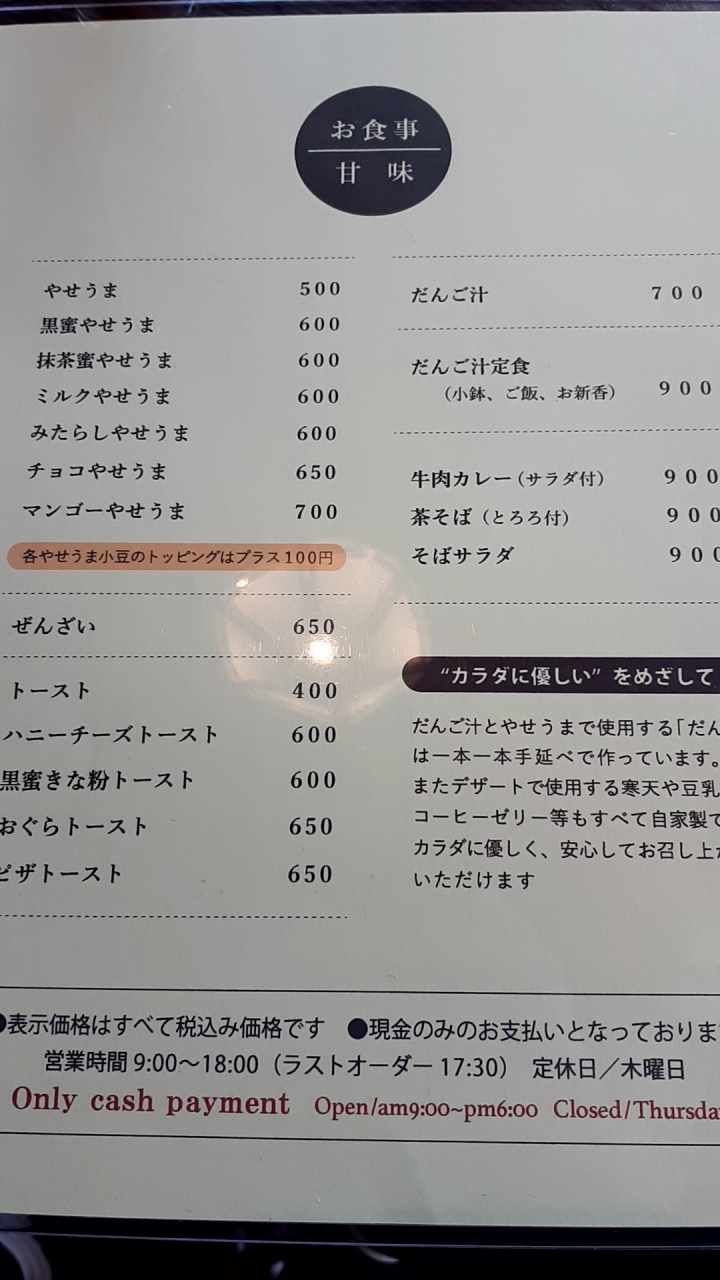 お食事
甘 味
やせうま 500
黒蜜やせうま 600
抹茶蜜やせうま 600
ミルクやせうま 600
みたらしやせうま 600
チョコやせうま 650
マンゴーやせうま 700
各やせうま小豆のトッピングはプラス100円
ぜんざい 650
トースト 400
ハニーチーズトースト 600
黒蜜きな粉トースト 600
おぐらトースト 650
ピザトースト 650
だんご汁 700
だんご汁定食
（小鉢、ご飯、お新香） 900
牛肉カレー（サラダ付） 900
茶そば（とろろ付） 900
そばサラダ 900
“カラダに優しい”をめざして
だんご汁とやせうまで使用する「だん
は一本一本手延べで作っています。
またデザートで使用する寒天や豆乳
コーヒーゼリー等もすべて自家製で
カラダに優しく、安心してお召し上が
いただけます
●表示価格はすべて税込み価格です ●現金のみのお支払いとなっておりま
営業時間 9:00～18:00（ラストオーダー 17:30） 定休日／木曜日
Only cash payment Open/am9:00~pm6:00 Closed/Thursda